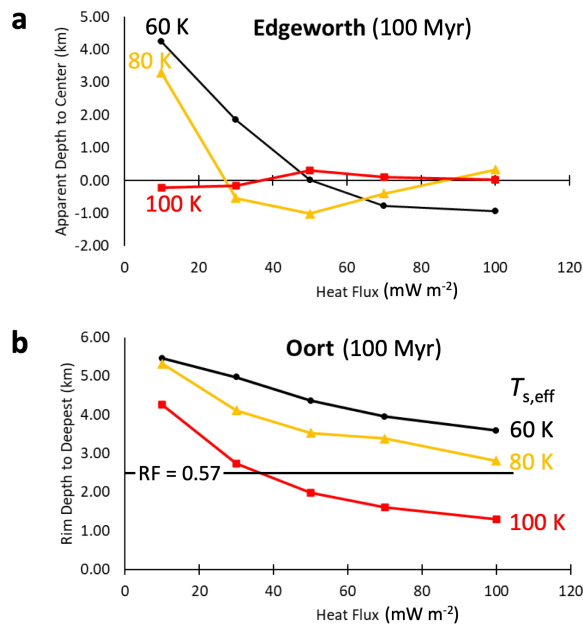 a
Edgeworth (100 Myr)
5.00
4.00
3.00
2.00
1.00
0.00
-1.00
-2.00
Apparent Depth to Center (km)
60 K
80 K
100 K
0 20 40 60 80 100 120
Heat Flux (mW m⁻²)
b
Oort (100 Myr)
6.00
5.00
4.00
3.00
2.00
1.00
0.00
Rim Depth to Deepest (km)
Ts,eff
60 K
80 K
RF = 0.57
100 K
0 20 40 60 80 100 120
Heat Flux (mW m⁻²)